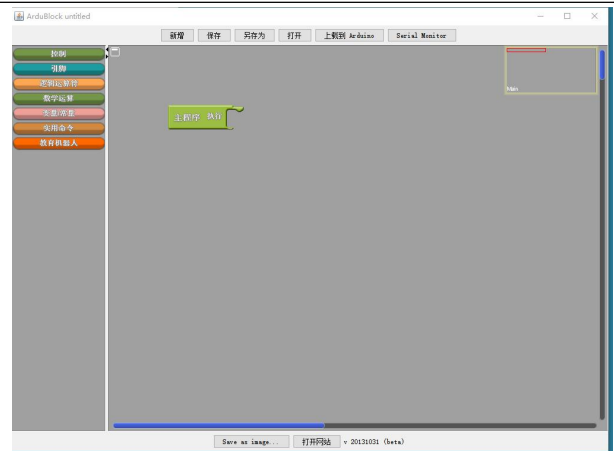 ArduBlock untitled
新增 保存 另存为 打开 上载到 Arduino Serial Monitor
控制
引脚
逻辑运算符
数学运算
变量/常量
实用命令
教育机器人
Main
主程序 执行
Save as image... 打开网站 v 20131031 (beta)